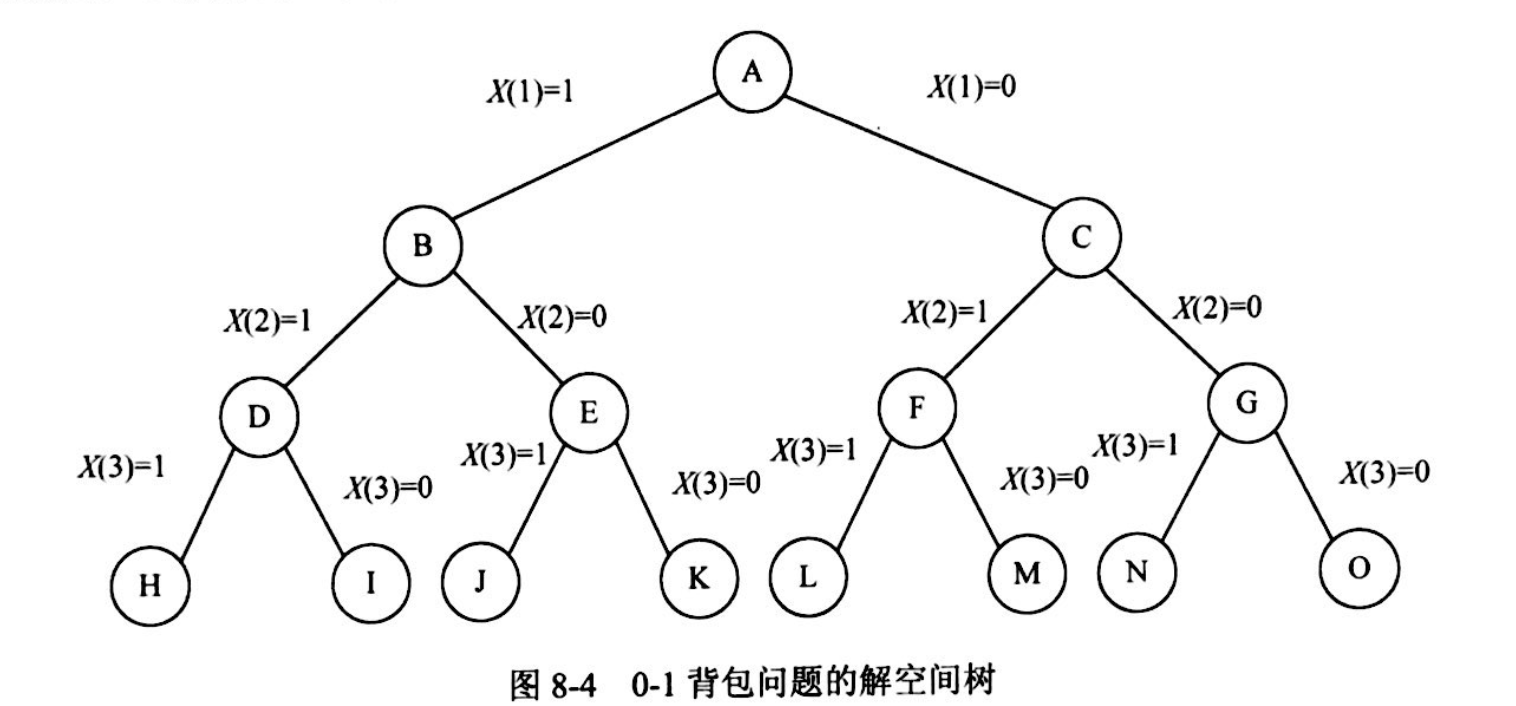 A
X(1)=1
X(1)=0
B
C
X(2)=1
X(2)=0
X(2)=1
X(2)=0
D
E
F
G
X(3)=1
X(3)=0
X(3)=1
X(3)=0
X(3)=1
X(3)=0
X(3)=1
X(3)=0
H
I
J
K
L
M
N
O
图 8-4 0-1 背包问题的解空间树